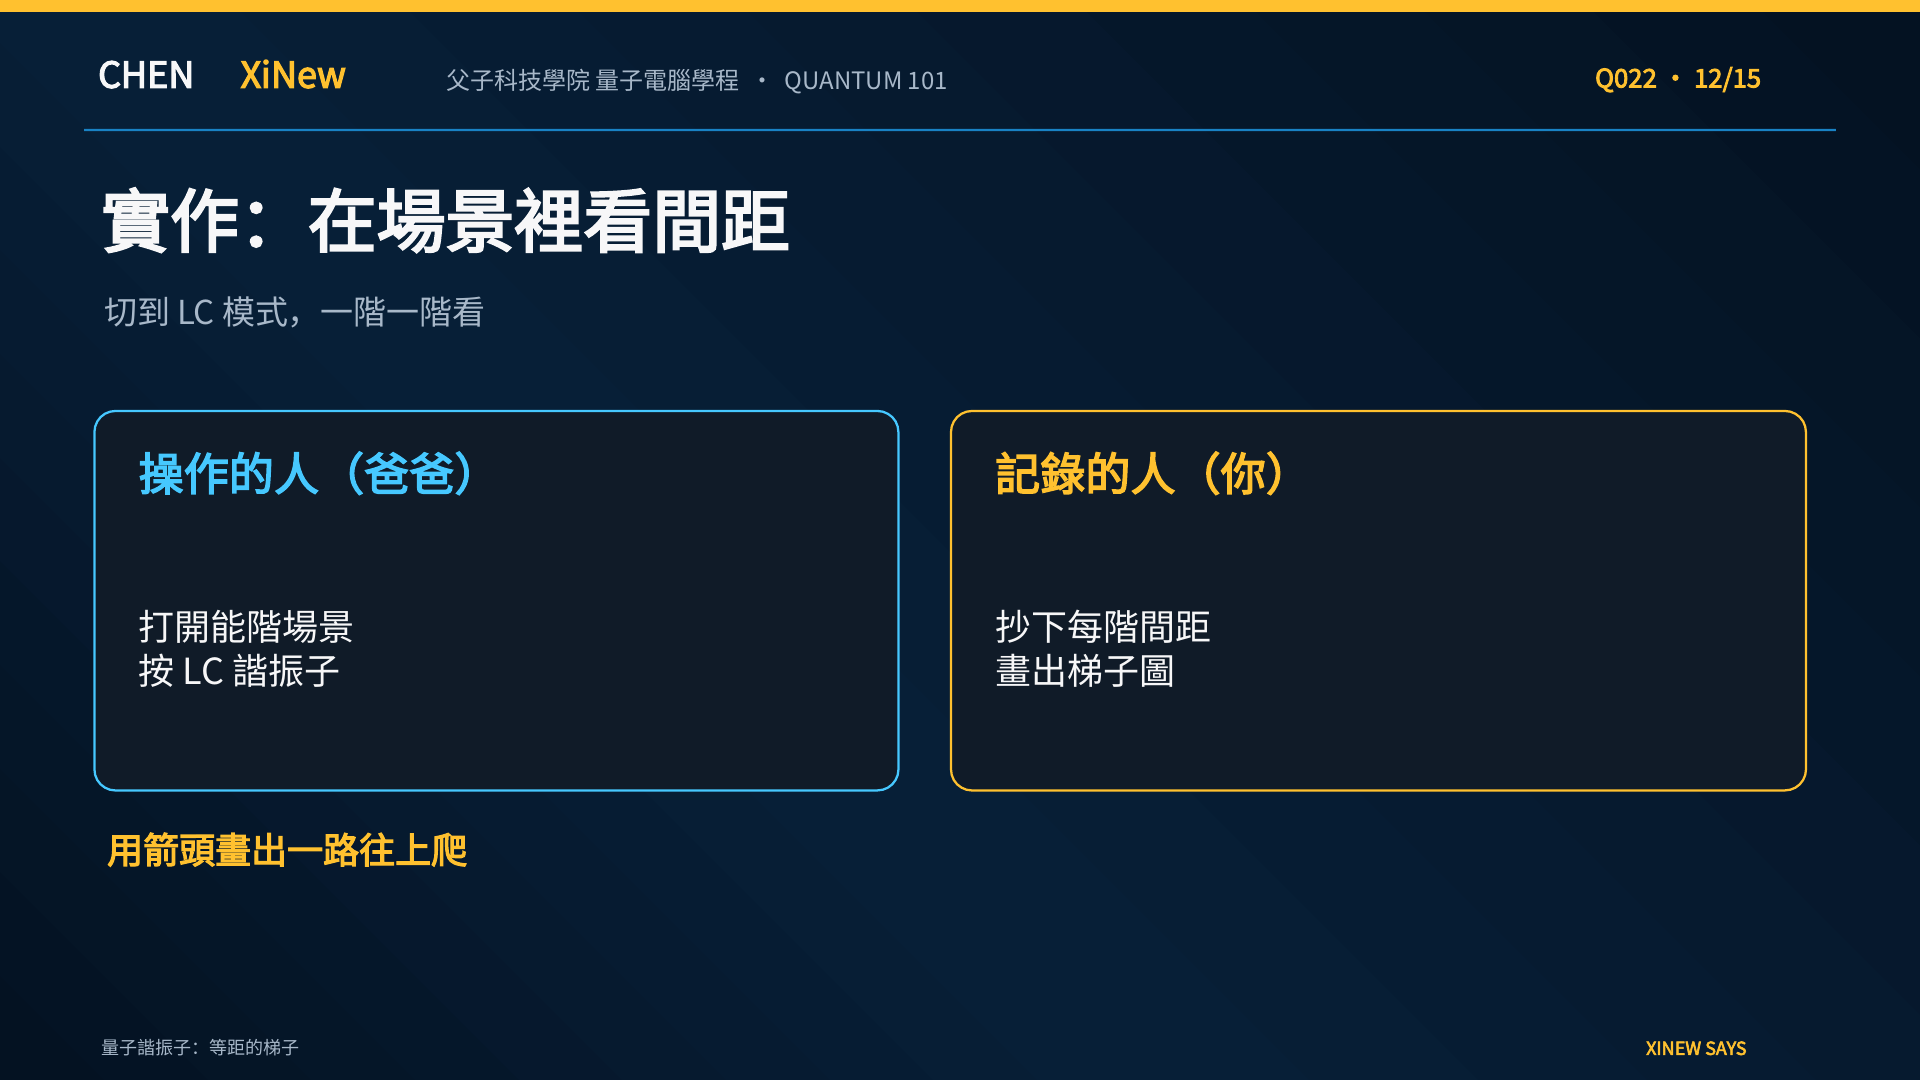 CHEN XiNew 父子科技學院 量子電腦學程 · QUANTUM 101 Q022 · 12/15
實作：在場景裡看間距
切到 LC 模式，一階一階看
操作的人（爸爸）
打開能階場景
按 LC 諧振子
記錄的人（你）
抄下每階間距
畫出梯子圖
用箭頭畫出一路往上爬
量子諧振子：等距的梯子
XINEW SAYS